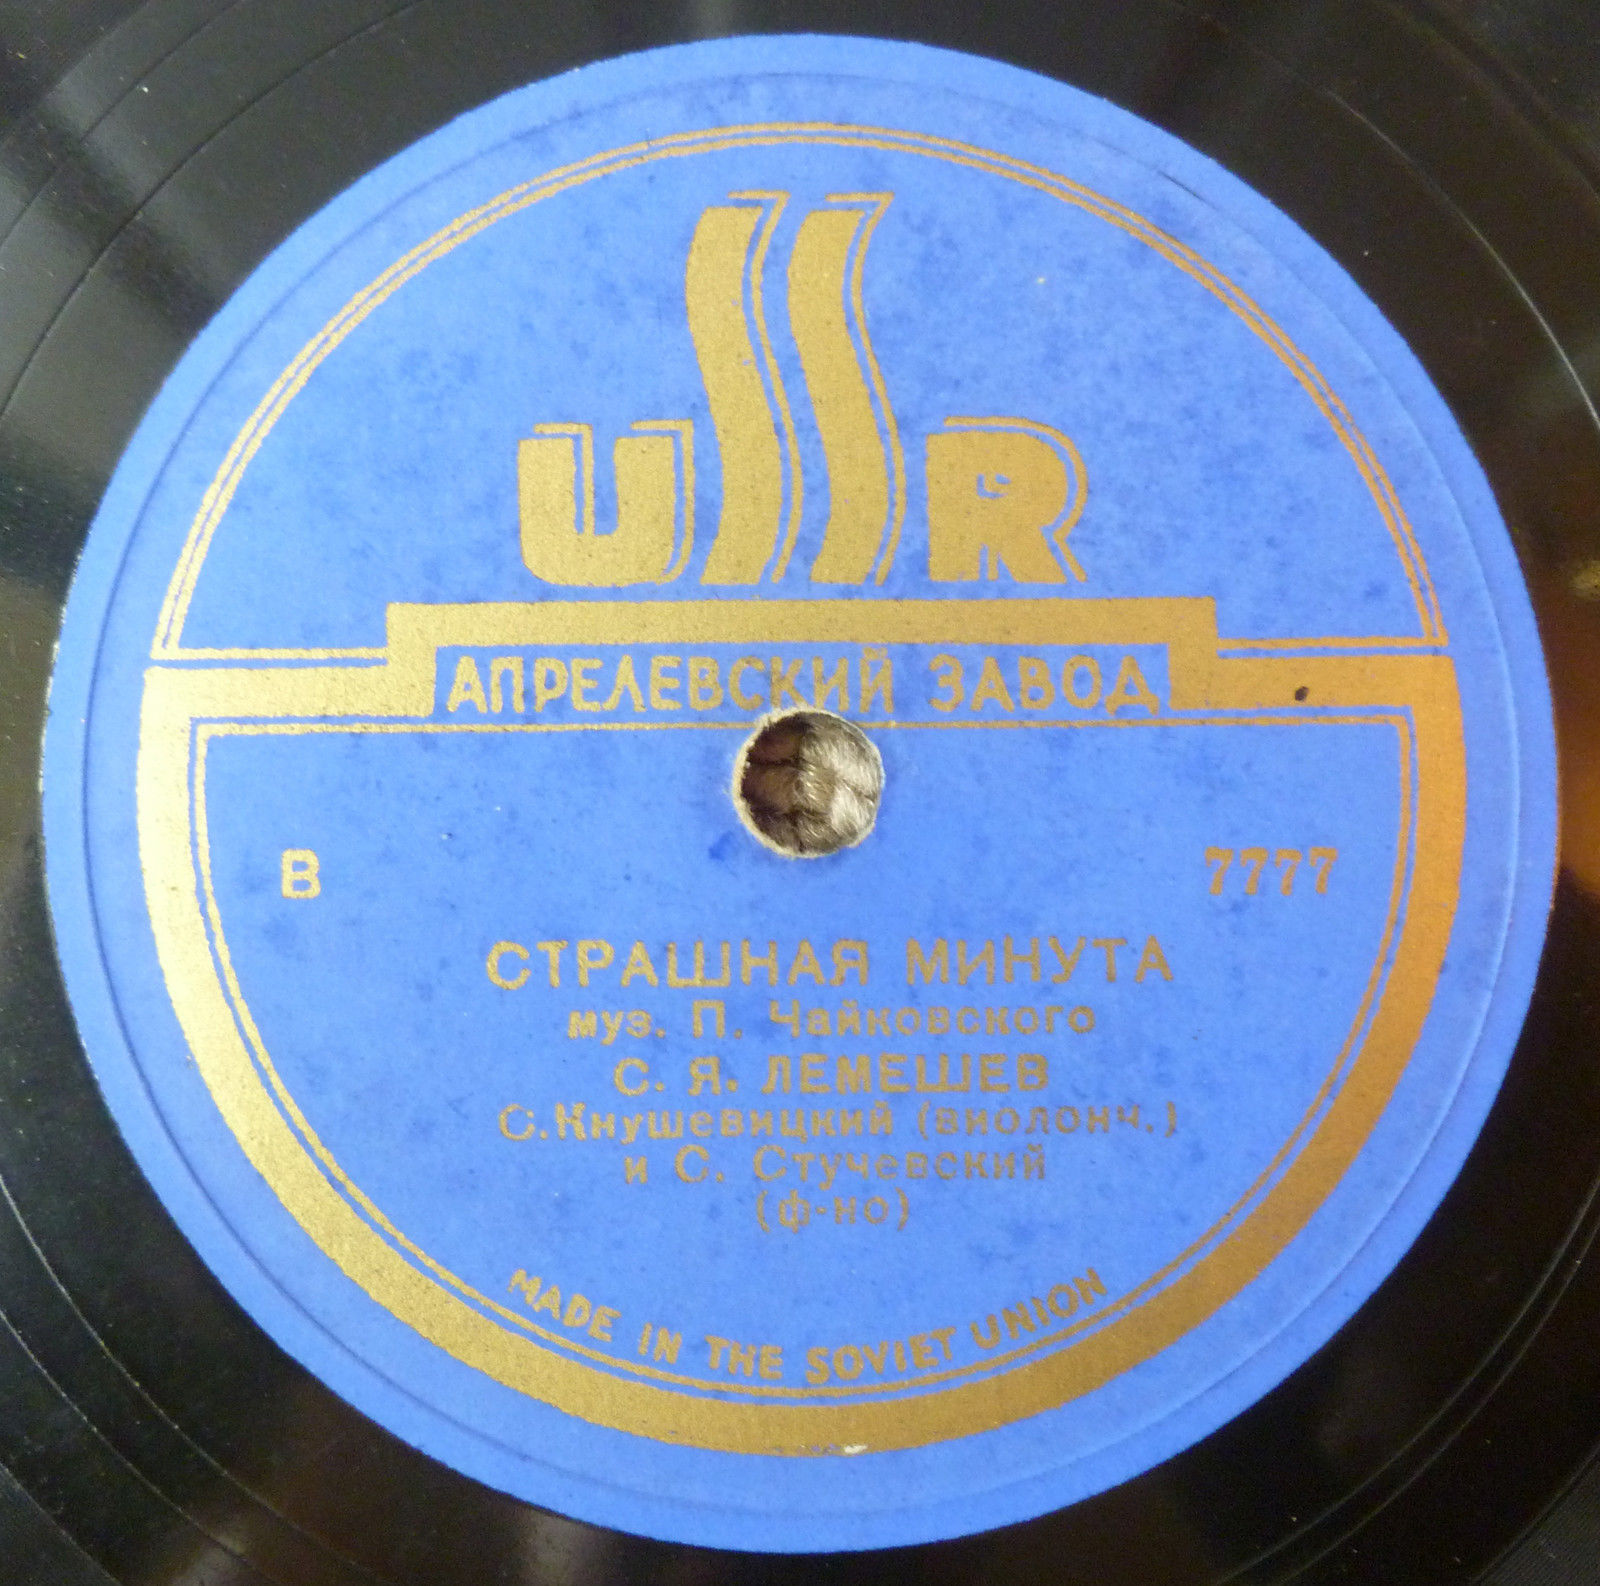 USSR
АПРЕЛЕВСКИЙ ЗАВОД
В 7777
СТРАШНАЯ МИНУТА
муз. П. Чайковского
С. Я. ЛЕМЕШЕВ
С.Кнушевицкий (виолонч.)
и С. Стучевский
(ф-но)
MADE IN THE SOVIET UNION